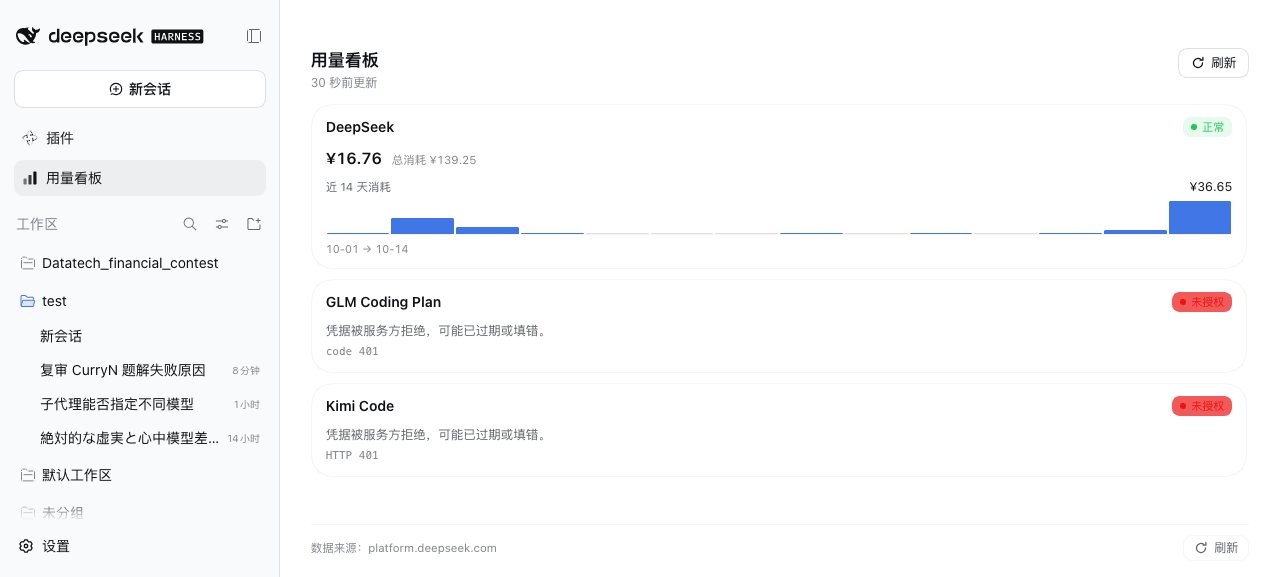 deepseek HARNESS
新会话
插件
用量看板
工作区
Datatech_financial_contest
test
新会话
复审 CurryN 题解失败原因 8分钟
子代理能否指定不同模型 1小时
絶対的な虚実と心中模型差... 14小时
默认工作区
未分组
设置
用量看板
30 秒前更新
刷新
DeepSeek
正常
¥16.76 总消耗 ¥139.25
近 14 天消耗
¥36.65
10-01 → 10-14
GLM Coding Plan
未授权
凭据被服务方拒绝，可能已过期或填错。
code 401
Kimi Code
未授权
凭据被服务方拒绝，可能已过期或填错。
HTTP 401
数据来源：platform.deepseek.com
刷新